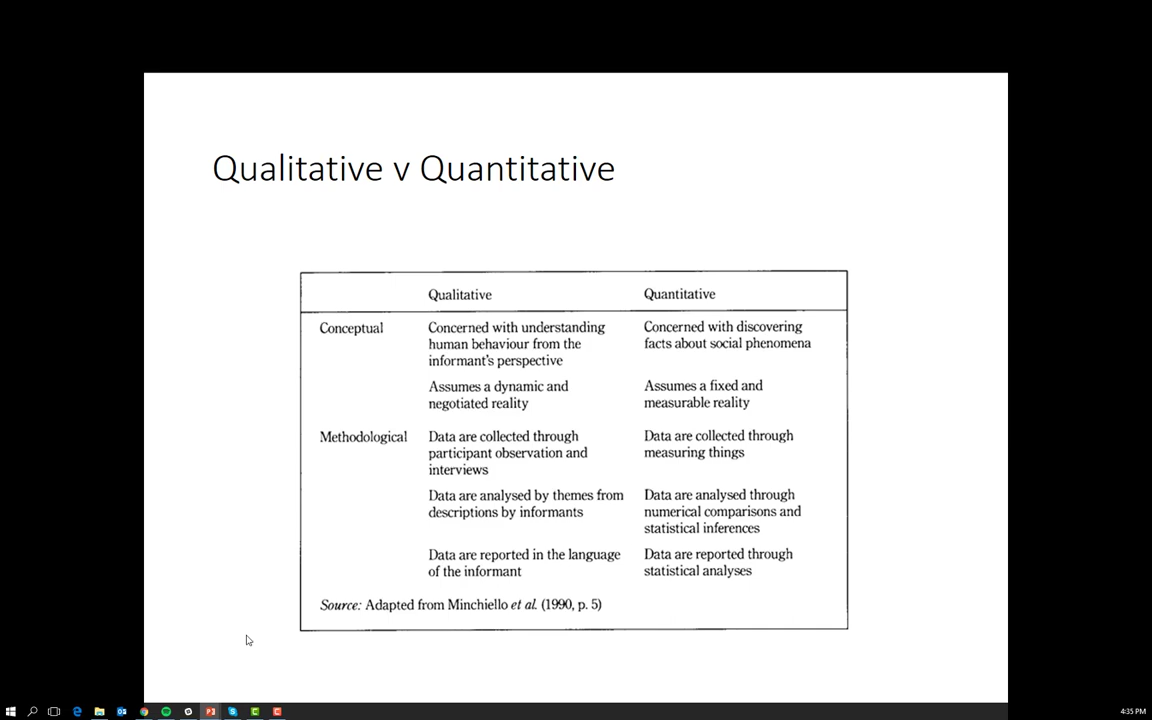 Qualitative v Quantitative
Qualitative Quantitative
Conceptual Concerned with understanding Concerned with discovering
human behaviour from the facts about social phenomena
informant's perspective
Assumes a dynamic and Assumes a fixed and
negotiated reality measurable reality
Methodological Data are collected through Data are collected through
participant observation and measuring things
interviews
Data are analysed by themes from Data are analysed through
descriptions by informants numerical comparisons and
statistical inferences
Data are reported in the language Data are reported through
of the informant statistical analyses
Source: Adapted from Minchiello et al. (1990, p. 5)
4:35 PM